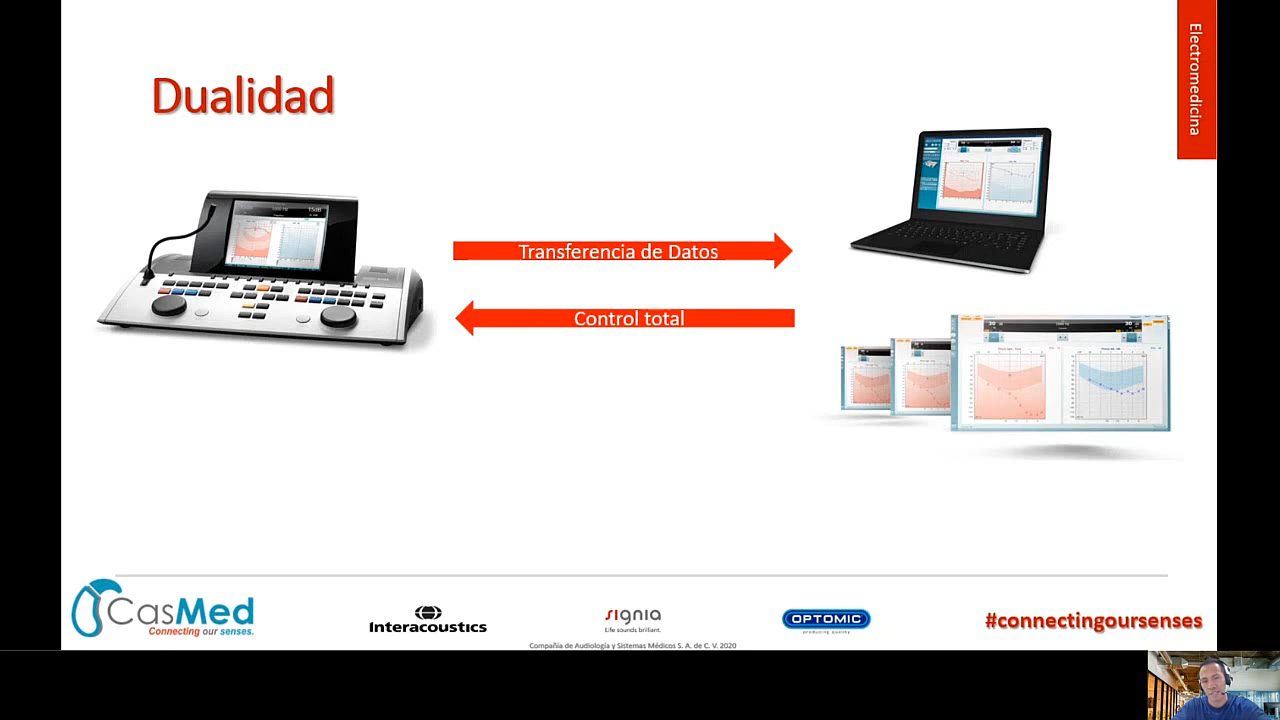 Electromedicina
Dualidad
Transferencia de Datos
Control total
CasMed
Connecting our senses.
Interacoustics
signia
Life sounds brilliant.
OPTOMIC
producing quality
#connectingoursenses
Compañía de Audiología y Sistemas Médicos S. A. de C. V. 2020